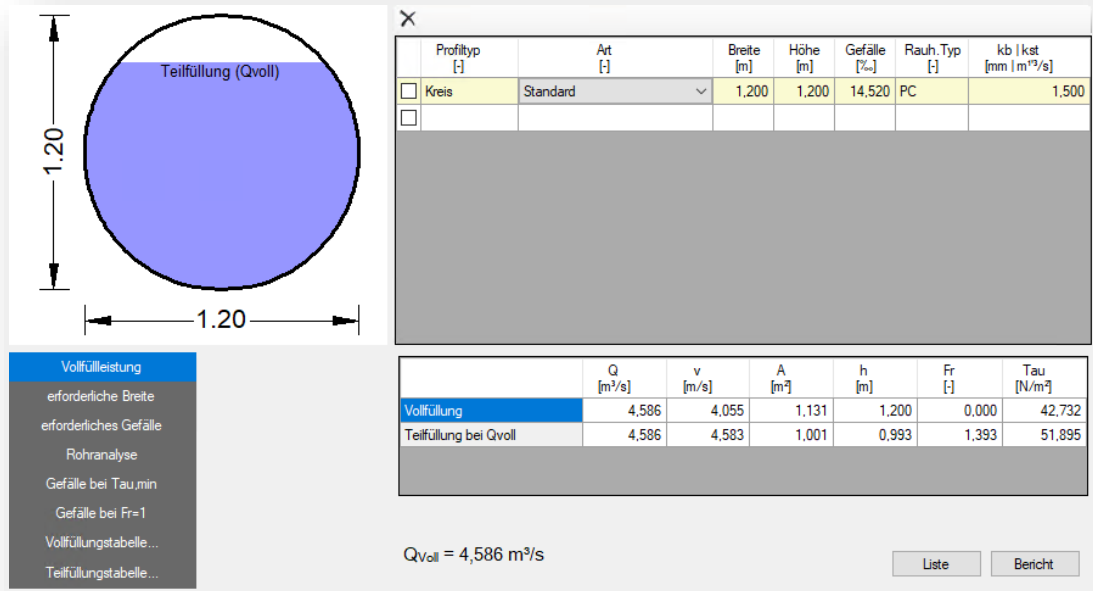 Teilfüllung (Qvoll)
1.20
1.20
Profiltyp Art Breite Höhe Gefälle Rauh.Typ kb | kst
[-] [-] [m] [m] [‰] [-] [mm | m¹³/s]
Kreis Standard 1,200 1,200 14,520 PC 1,500
Vollfüllleistung
erforderliche Breite
erforderliches Gefälle
Rohranalyse
Gefälle bei Tau,min
Gefälle bei Fr=1
Vollfüllungstabelle...
Teilfüllungstabelle...
Q v A h Fr Tau
[m³/s] [m/s] [m²] [m] [-] [N/m²]
Vollfüllung 4,586 4,055 1,131 1,200 0,000 42,732
Teilfüllung bei Qvoll 4,586 4,583 1,001 0,993 1,393 51,895
QVoll = 4,586 m³/s
Liste Bericht